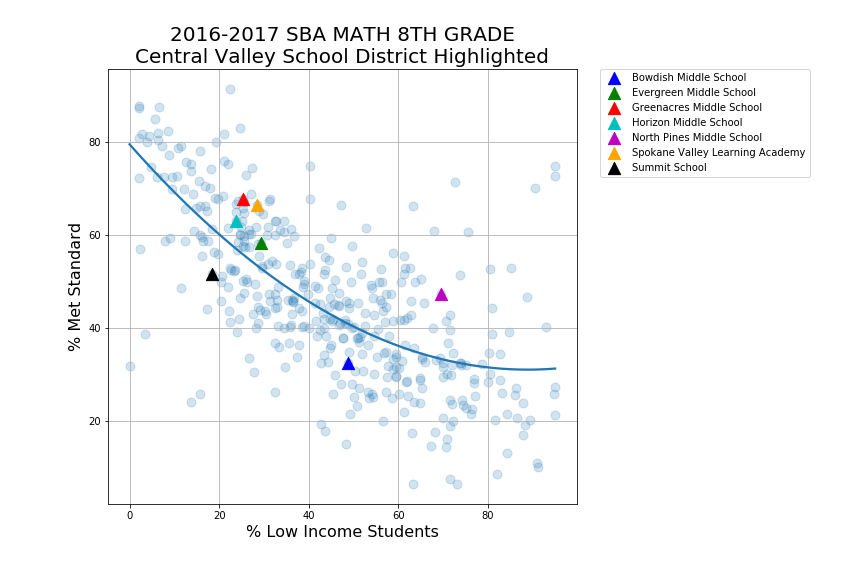 2016-2017 SBA MATH 8TH GRADE
Central Valley School District Highlighted
Bowdish Middle School
Evergreen Middle School
Greenacres Middle School
Horizon Middle School
North Pines Middle School
Spokane Valley Learning Academy
Summit School
% Met Standard
80
60
40
20
0 20 40 60 80
% Low Income Students